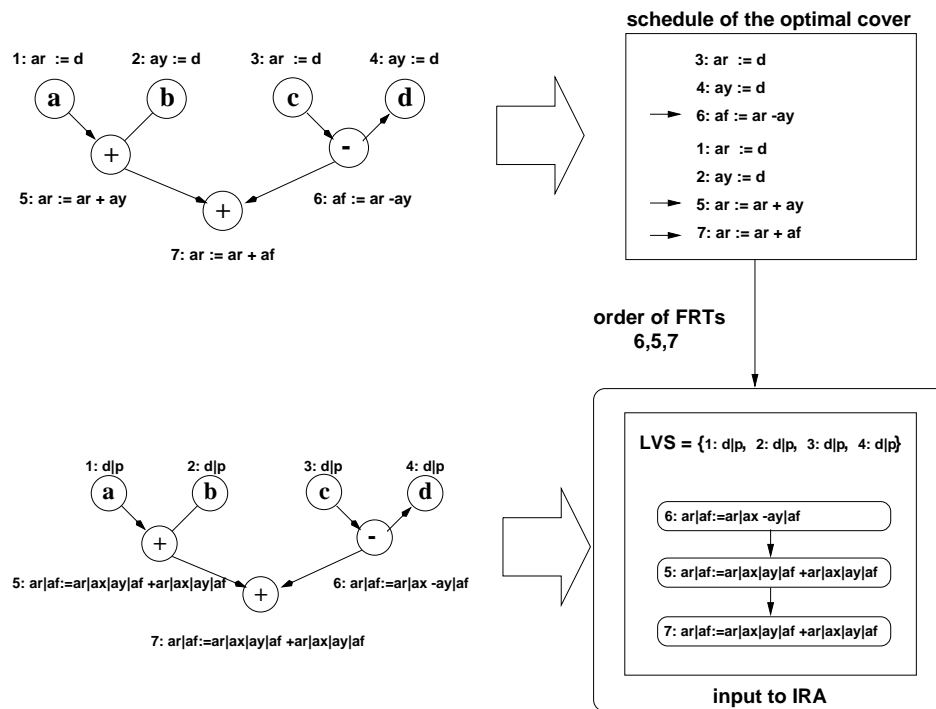 schedule of the optimal cover
1: ar := d
2: ay := d
3: ar := d
4: ay := d
a
b
c
d
+
-
5: ar := ar + ay
+
6: af := ar -ay
7: ar := ar + af
3: ar := d
4: ay := d
6: af := ar -ay
1: ar := d
2: ay := d
5: ar := ar + ay
7: ar := ar + af
order of FRTs
6,5,7
1: d|p
2: d|p
3: d|p
4: d|p
a
b
c
d
+
-
5: ar|af:=ar|ax|ay|af +ar|ax|ay|af
+
6: ar|af:=ar|ax -ay|af
7: ar|af:=ar|ax|ay|af +ar|ax|ay|af
LVS = {1: d|p, 2: d|p, 3: d|p, 4: d|p}
6: ar|af:=ar|ax -ay|af
5: ar|af:=ar|ax|ay|af +ar|ax|ay|af
7: ar|af:=ar|ax|ay|af +ar|ax|ay|af
input to IRA